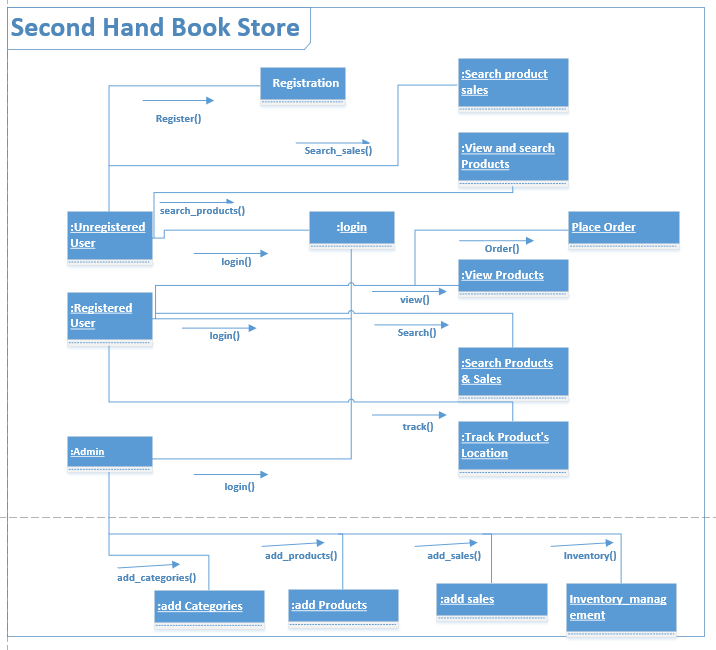 Second Hand Book Store
Registration
:Search product
sales
Register()
Search_sales()
:View and search
Products
search_products()
:Unregistered
User
:login
Place Order
login()
Order()
:View Products
view()
:Registered
User
login()
Search()
:Search Products
& Sales
track()
:Track Product's
Location
:Admin
login()
add_categories()
add_products()
add_sales()
Inventory()
:add Categories
:add Products
:add sales
Inventory_manag
ement